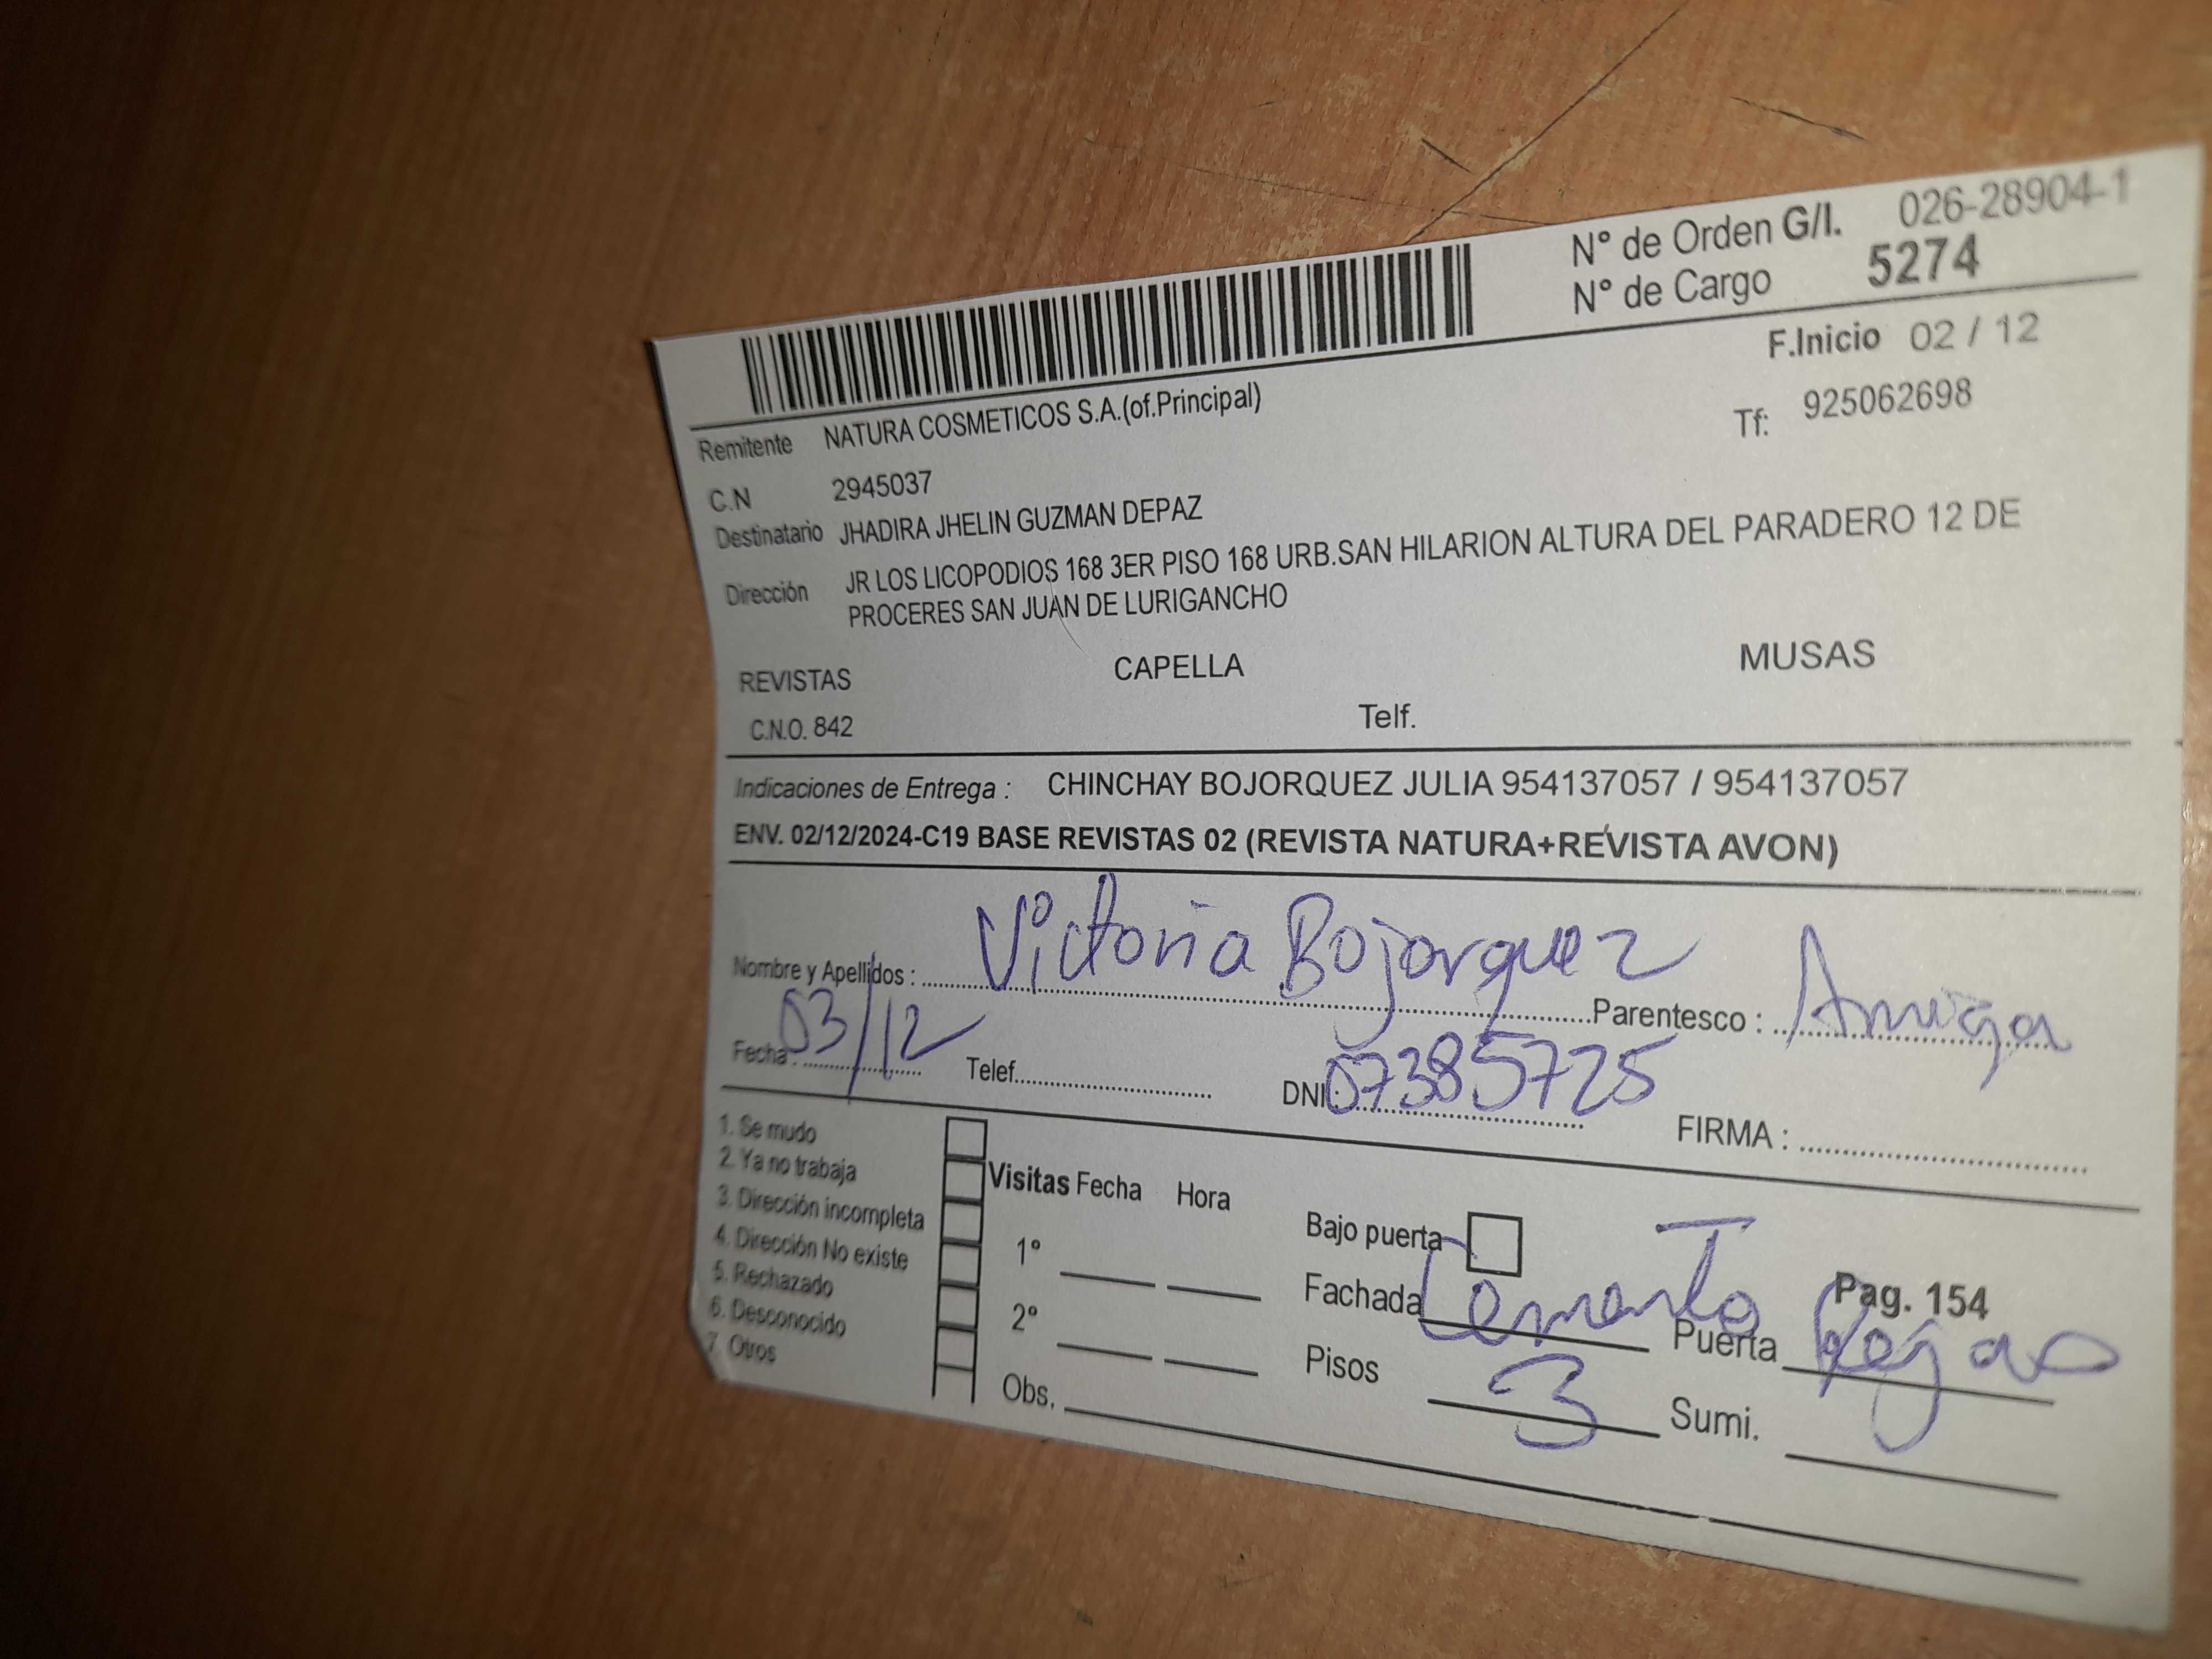 N° de Orden G/I. 026-28904-1
N° de Cargo 5274
F.Inicio 02 / 12
Remitente NATURA COSMETICOS S.A.(of.Principal)
Tf: 925062698
C.N 2945037
Destinatario JHADIRA JHELIN GUZMAN DEPAZ
Dirección JR LOS LICOPODIOS 168 3ER PISO 168 URB.SAN HILARION ALTURA DEL PARADERO 12 DE
PROCERES SAN JUAN DE LURIGANCHO
REVISTAS CAPELLA MUSAS
C.N.O. 842 Telf.
Indicaciones de Entrega : CHINCHAY BOJORQUEZ JULIA 954137057 / 954137057
ENV. 02/12/2024-C19 BASE REVISTAS 02 (REVISTA NATURA+REVISTA AVON)
Nombre y Apellidos : Victoria Bojorquez Parentesco : Amiga
Fecha : 03/12 Telef. DNI: 07385725 FIRMA :
1. Se mudo
2. Ya no trabaja
3. Dirección incompleta
4. Dirección No existe
5. Rechazado
6. Desconocido
7. Otros
Visitas Fecha Hora
1°
2°
Obs.
Bajo puerta
Fachada Cemento Puerta Rejas
Pag. 154
Pisos 3 Sumi.